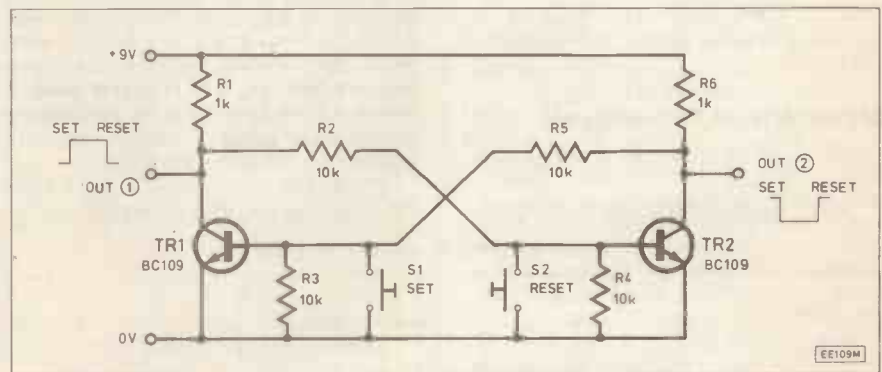 +9V
R1
1k
R6
1k
SET RESET
R2
10k
R5
10k
OUT ①
OUT ②
SET RESET
TR1
BC109
R3
10k
S1
SET
S2
RESET
R4
10k
TR2
BC109
0V
EE109M